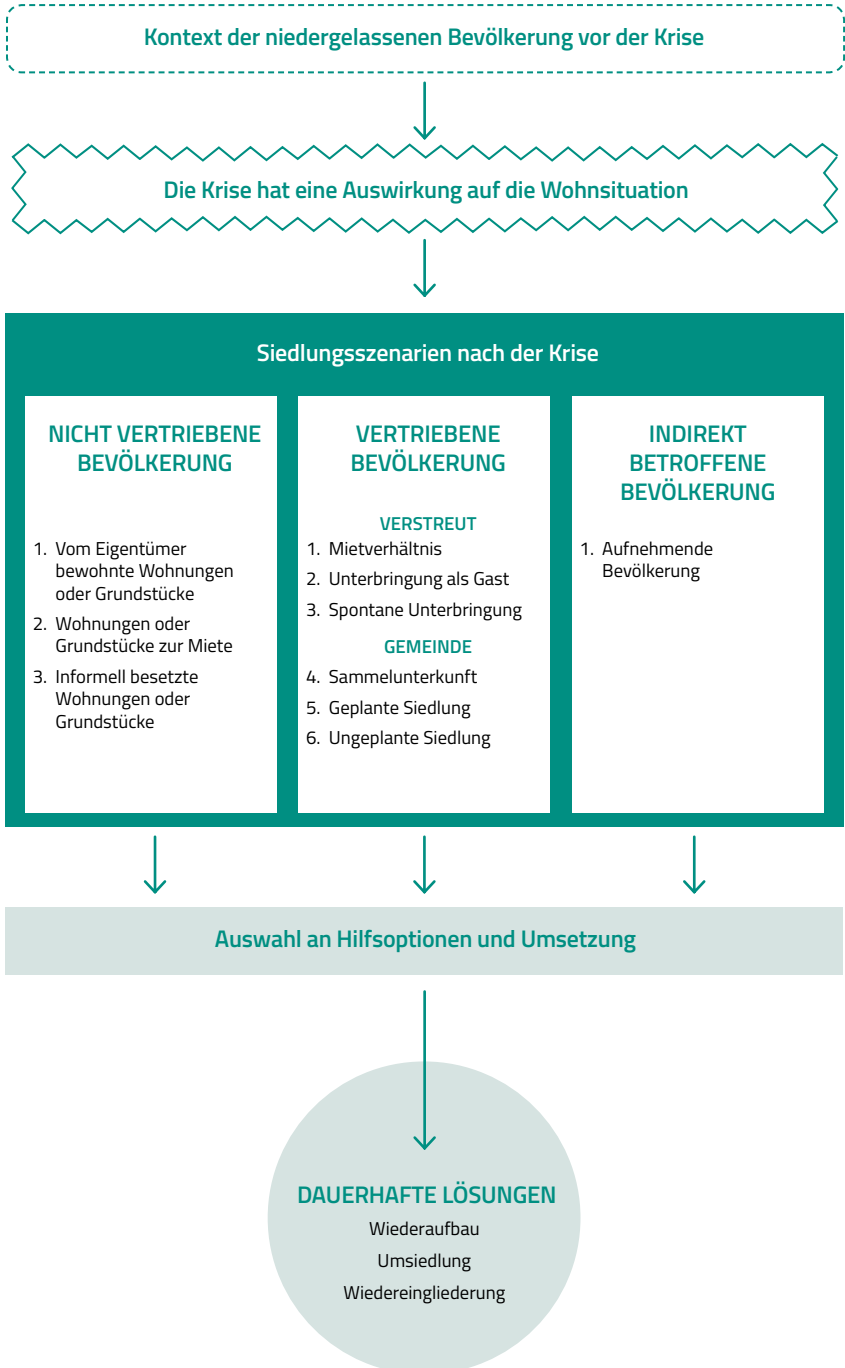 Kontext der niedergelassenen Bevölkerung vor der Krise
Die Krise hat eine Auswirkung auf die Wohnsituation
Siedlungsszenarien nach der Krise
NICHT VERTRIEBENE
BEVÖLKERUNG
1. Vom Eigentümer
bewohnte Wohnungen
oder Grundstücke
2. Wohnungen oder
Grundstücke zur Miete
3. Informell besetzte
Wohnungen oder
Grundstücke
VERTRIEBENE
BEVÖLKERUNG
VERSTREUT
1. Mietverhältnis
2. Unterbringung als Gast
3. Spontane Unterbringung
GEMEINDE
4. Sammelunterkunft
5. Geplante Siedlung
6. Ungeplante Siedlung
INDIREKT
BETROFFENE
BEVÖLKERUNG
1. Aufnehmende
Bevölkerung
Auswahl an Hilfsoptionen und Umsetzung
DAUERHAFTE LÖSUNGEN
Wiederaufbau
Umsiedlung
Wiedereingliederung